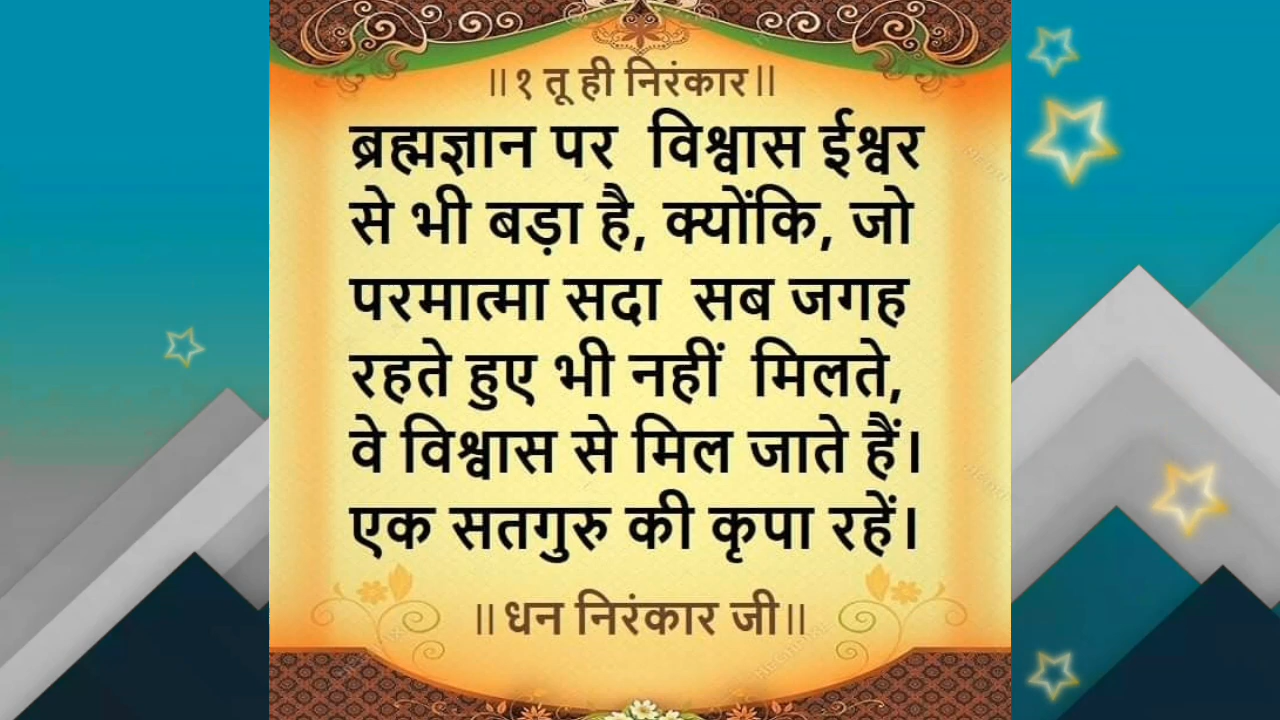 ॥१ तू ही निरंकार॥
ब्रह्मज्ञान पर विश्वास ईश्वर
से भी बड़ा है, क्योंकि, जो
परमात्मा सदा सब जगह
रहते हुए भी नहीं मिलते,
वे विश्वास से मिल जाते हैं।
एक सतगुरु की कृपा रहें।
॥धन निरंकार जी॥